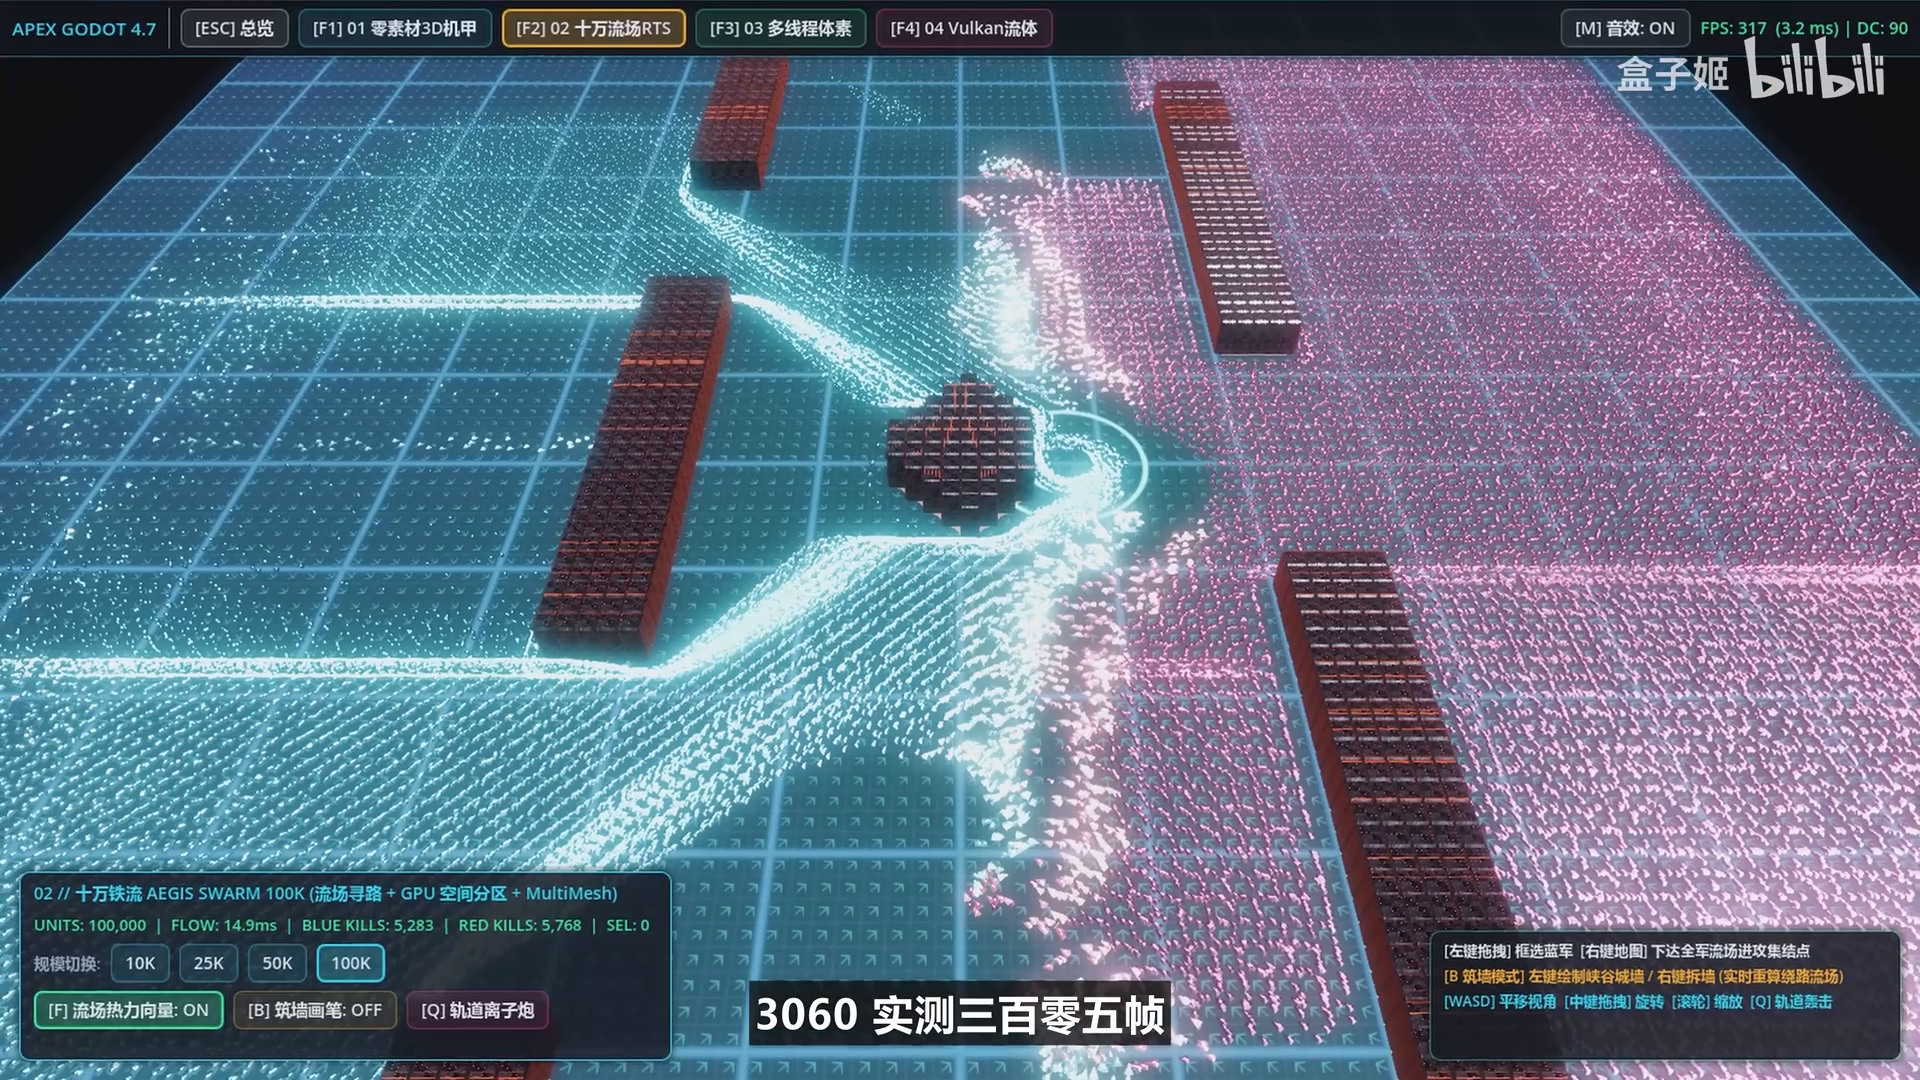 APEX GODOT 4.7 [ESC] 总览 [F1] 01 零素材3D机甲 [F2] 02 十万流场RTS [F3] 03 多线程体素 [F4] 04 Vulkan流体 [M] 音效: ON FPS: 317 (3.2 ms) | DC: 90
盒子姬 bilibili
02 // 十万铁流 AEGIS SWARM 100K (流场寻路 + GPU 空间分区 + MultiMesh)
UNITS: 100,000 | FLOW: 14.9ms | BLUE KILLS: 5,283 | RED KILLS: 5,768 | SEL: 0
规模切换: 10K 25K 50K 100K
[F] 流场热力向量: ON [B] 筑墙画笔: OFF [Q] 轨道离子炮
3060 实测三百零五帧
[左键拖拽] 框选蓝军 [右键地图] 下达全军流场进攻集结点
[B 筑墙模式] 左键绘制峡谷城墙 / 右键拆墙 (实时重算绕路流场)
[WASD] 平移视角 [中键拖拽] 旋转 [滚轮] 缩放 [Q] 轨道轰击